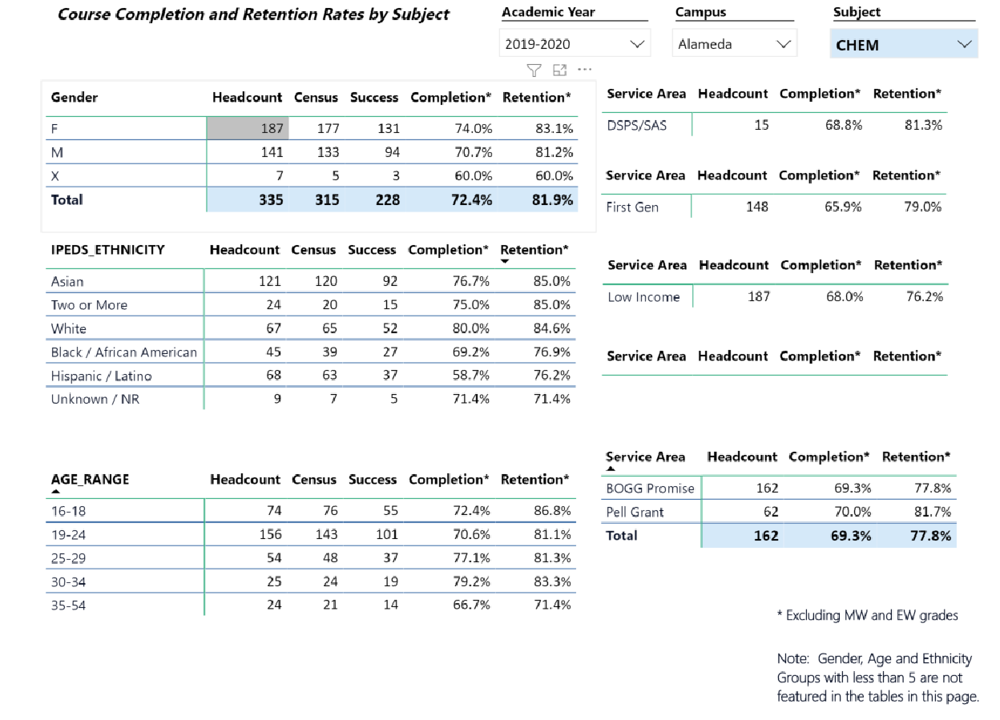 Course Completion and Retention Rates by Subject
Academic Year Campus Subject
2019-2020 Alameda CHEM
Gender Headcount Census Success Completion* Retention*
F 187 177 131 74.0% 83.1%
M 141 133 94 70.7% 81.2%
X 7 5 3 60.0% 60.0%
Total 335 315 228 72.4% 81.9%
IPEDS_ETHNICITY Headcount Census Success Completion* Retention*
Asian 121 120 92 76.7% 85.0%
Two or More 24 20 15 75.0% 85.0%
White 67 65 52 80.0% 84.6%
Black / African American 45 39 27 69.2% 76.9%
Hispanic / Latino 68 63 37 58.7% 76.2%
Unknown / NR 9 7 5 71.4% 71.4%
AGE_RANGE Headcount Census Success Completion* Retention*
16-18 74 76 55 72.4% 86.8%
19-24 156 143 101 70.6% 81.1%
25-29 54 48 37 77.1% 81.3%
30-34 25 24 19 79.2% 83.3%
35-54 24 21 14 66.7% 71.4%
Service Area Headcount Completion* Retention*
DSPS/SAS 15 68.8% 81.3%
Service Area Headcount Completion* Retention*
First Gen 148 65.9% 79.0%
Service Area Headcount Completion* Retention*
Low Income 187 68.0% 76.2%
Service Area Headcount Completion* Retention*
Service Area Headcount Completion* Retention*
BOGG Promise 162 69.3% 77.8%
Pell Grant 62 70.0% 81.7%
Total 162 69.3% 77.8%
* Excluding MW and EW grades
Note: Gender, Age and Ethnicity
Groups with less than 5 are not
featured in the tables in this page.